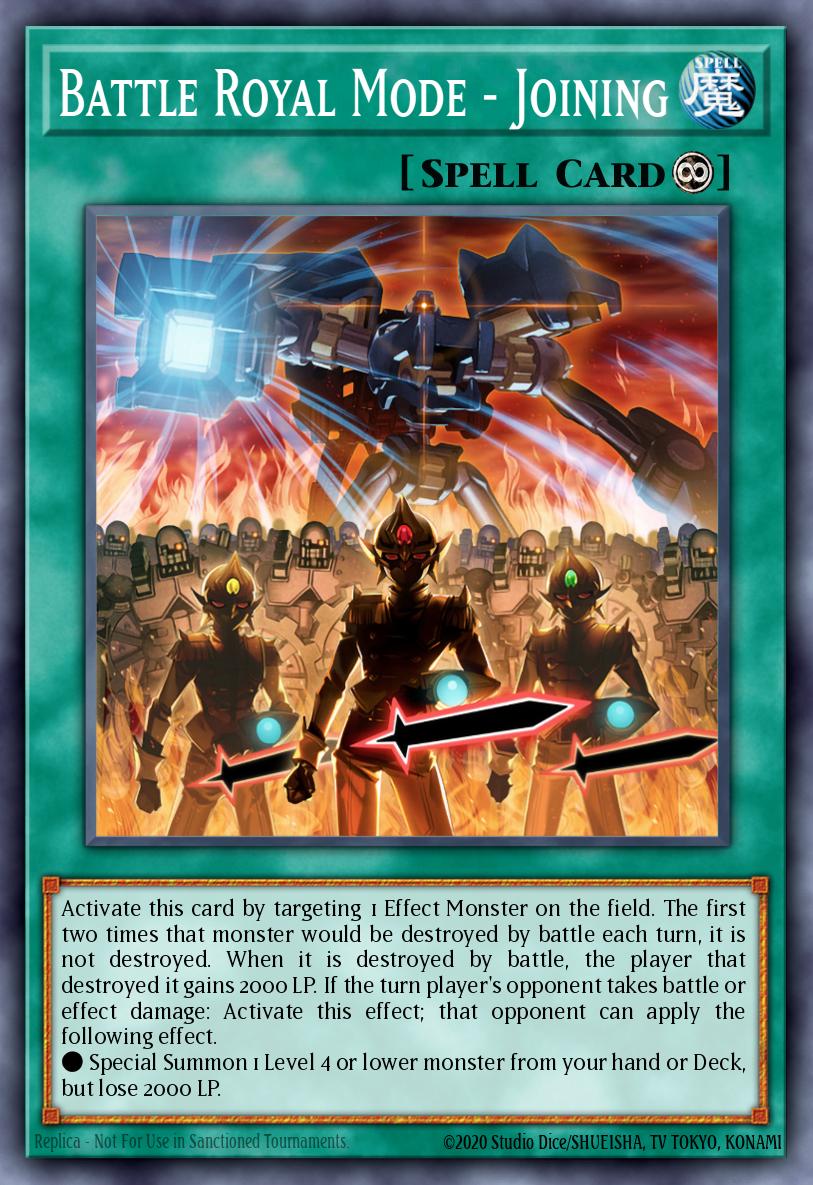 Battle Royal Mode - Joining
SPELL
魔
[Spell Card∞]
Activate this card by targeting 1 Effect Monster on the field. The first
two times that monster would be destroyed by battle each turn, it is
not destroyed. When it is destroyed by battle, the player that
destroyed it gains 2000 LP. If the turn player's opponent takes battle or
effect damage: Activate this effect; that opponent can apply the
following effect.
● Special Summon 1 Level 4 or lower monster from your hand or Deck,
but lose 2000 LP.
Replica - Not For Use in Sanctioned Tournaments.
©2020 Studio Dice/SHUEISHA, TV TOKYO, KONAMI